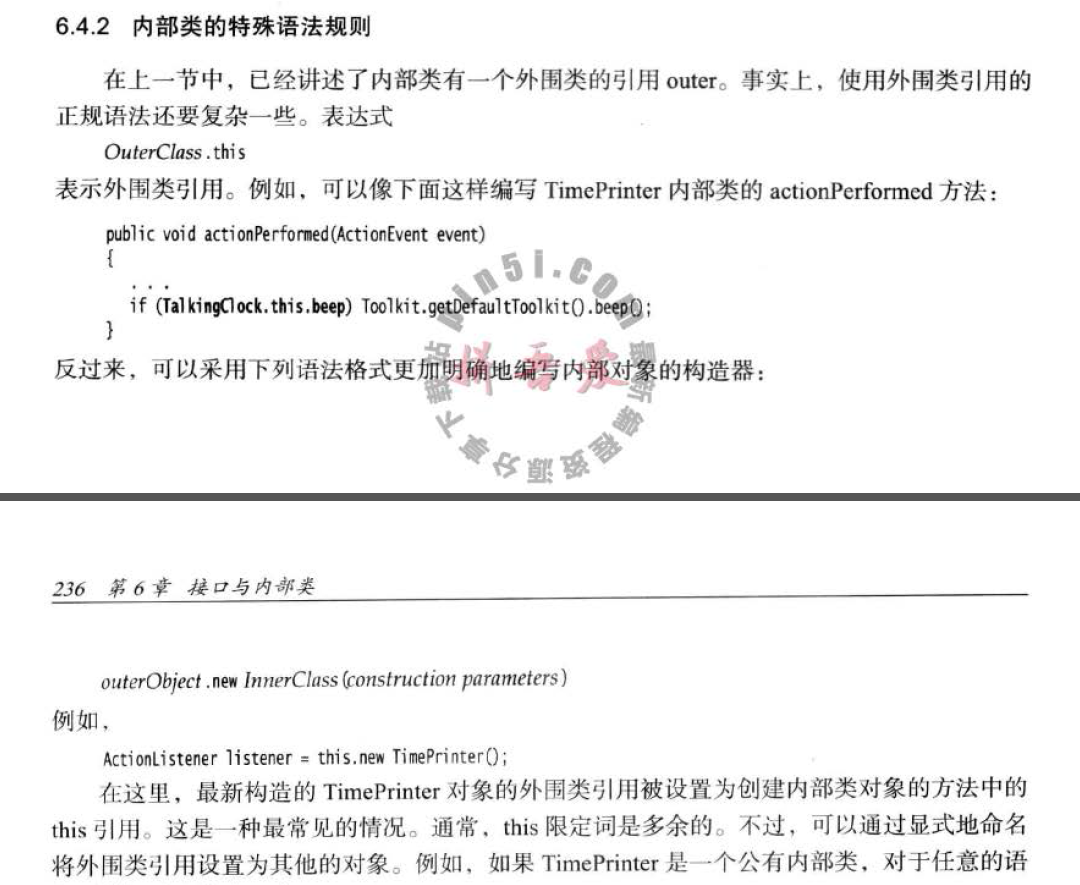 6.4.2 内部类的特殊语法规则
在上一节中，已经讲述了内部类有一个外围类的引用 outer。事实上，使用外围类引用的
正规语法还要复杂一些。表达式
OuterClass.this
表示外围类引用。例如，可以像下面这样编写 TimePrinter 内部类的 actionPerformed 方法：
public void actionPerformed(ActionEvent event)
{
...
if (TalkingClock.this.beep) Toolkit.getDefaultToolkit().beep();
}
反过来，可以采用下列语法格式更加明确地编写内部对象的构造器：
pin5i.com
拼吾爱
最新编程资源分享下载站
236 第 6 章 接口与内部类
outerObject.new InnerClass(construction parameters)
例如，
ActionListener listener = this.new TimePrinter();
在这里，最新构造的 TimePrinter 对象的外围类引用被设置为创建内部类对象的方法中的
this 引用。这是一种最常见的情况。通常，this 限定词是多余的。不过，可以通过显式地命名
将外围类引用设置为其他的对象。例如，如果 TimePrinter 是一个公有内部类，对于任意的语